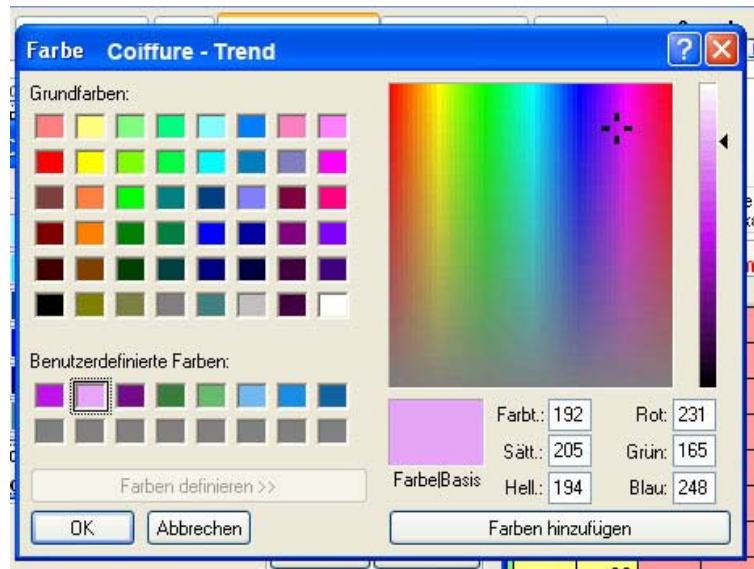 Farbe Coiffure - Trend
Grundfarben:
Benutzerdefinierte Farben:
Farben definieren >>
OK Abbrechen
Farbe|Basis
Farbt.: 192 Rot: 231
Sätt.: 205 Grün: 165
Hell.: 194 Blau: 248
Farben hinzufügen